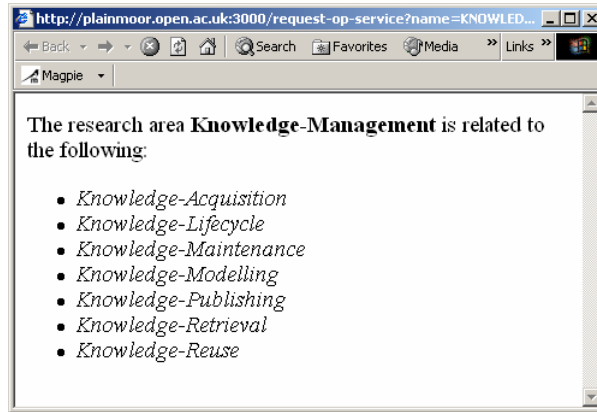 http://plainmoor.open.ac.uk:3000/request-op-service?name=KNOWLED...
Back Search Favorites Media » Links »
Magpie
The research area Knowledge-Management is related to
the following:
• Knowledge-Acquisition
• Knowledge-Lifecycle
• Knowledge-Maintenance
• Knowledge-Modelling
• Knowledge-Publishing
• Knowledge-Retrieval
• Knowledge-Reuse